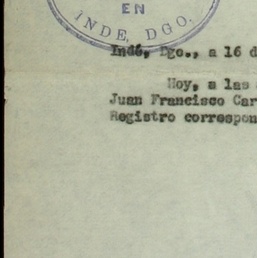 EN
INDE, DGO.
Indé, Dgo., a 16 d
Hoy, a las
Juan Francisco Car
Registro correspon